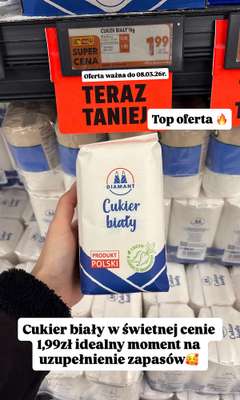 CUKIER BIAŁY 1kg
SUPER
CENA
1.99
Oferta ważna do 08.03.26r.
TERAZ
TANIEJ
Top oferta 🔥
DIAMANT
Cukier
biały
PRODUKT
POLSKI
Cukier biały w świetnej cenie
1,99zł idealny moment na
uzupełnienie zapasów🥰